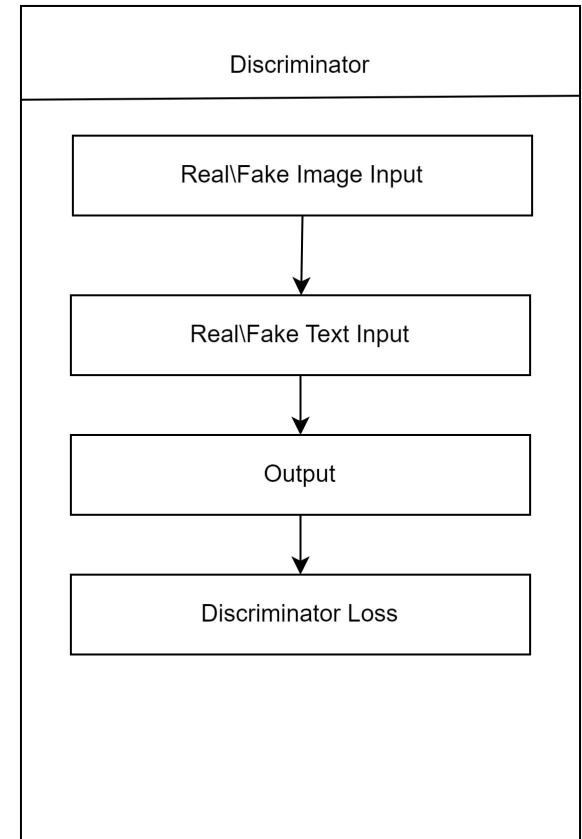 Discriminator
Real\Fake Image Input
Real\Fake Text Input
Output
Discriminator Loss